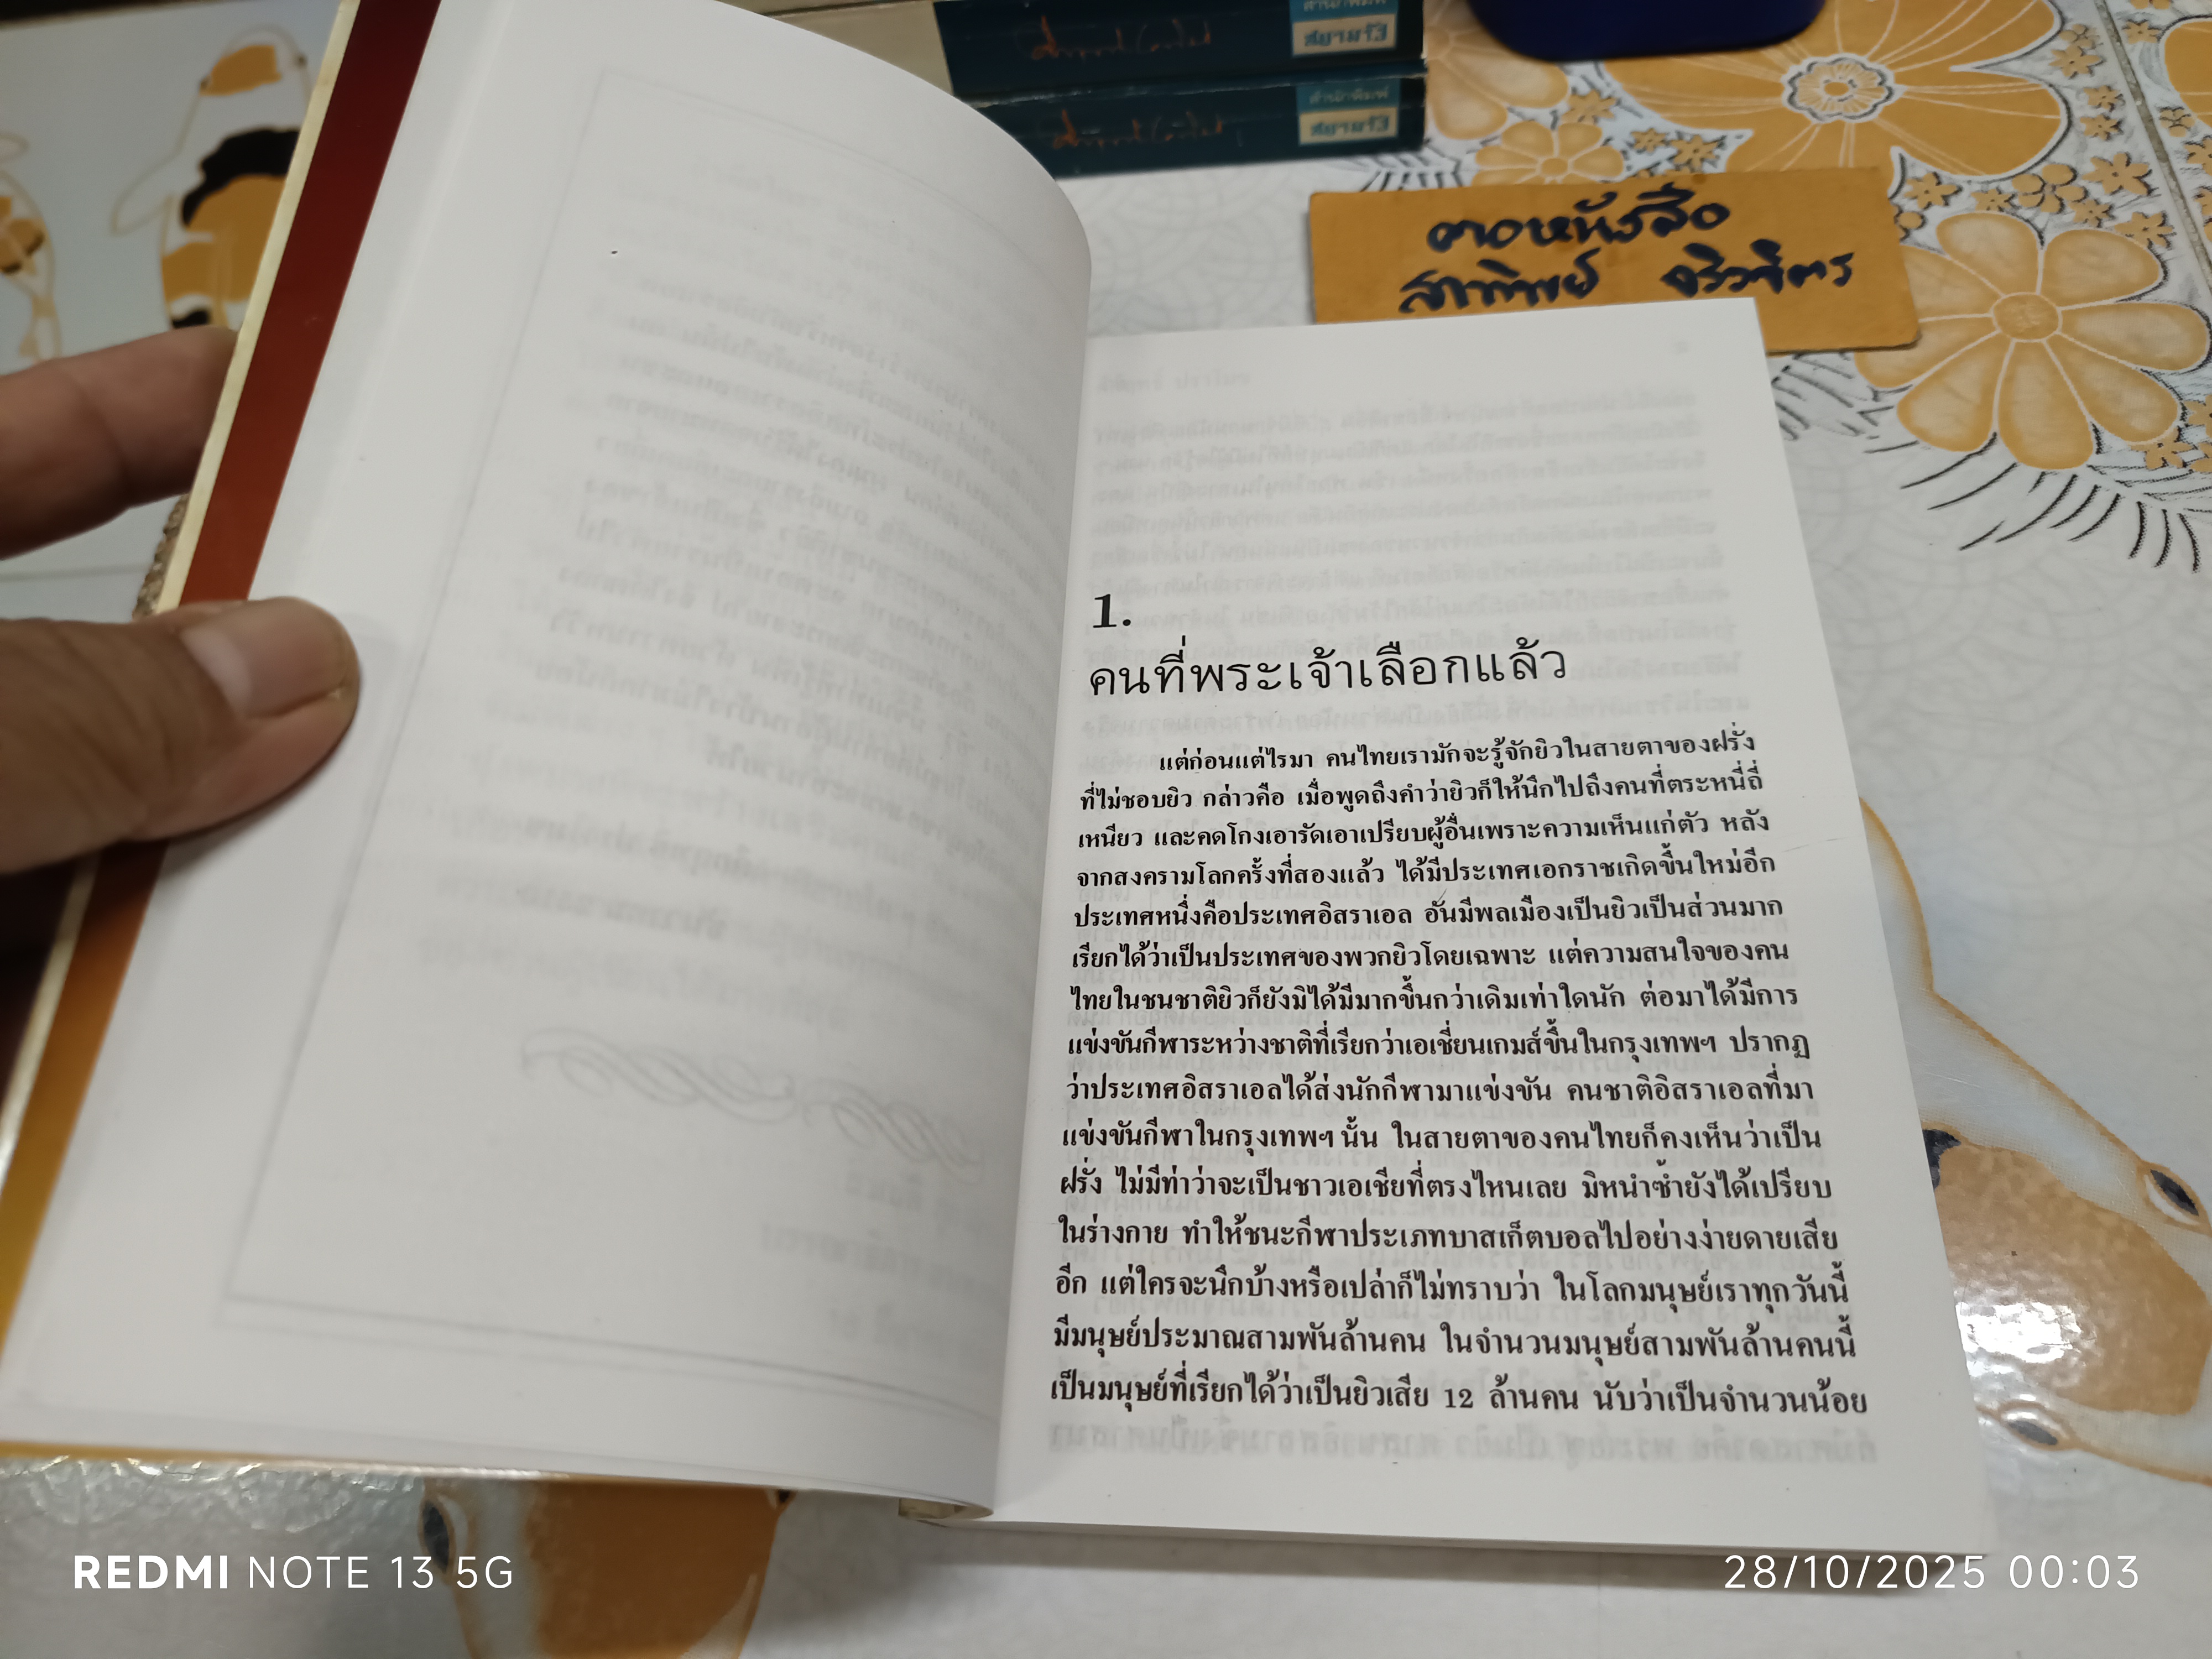 สำนักพิมพ์
สยามรัฐ
สำนักพิมพ์
สยามรัฐ
ตอหนังสือ
สาทิพย์ จริวจิตร
1.
คนที่พระเจ้าเลือกแล้ว
แต่ก่อนแต่ไรมา คนไทยเรามักจะรู้จักยิวในสายตาของฝรั่ง
ที่ไม่ชอบยิว กล่าวคือ เมื่อพูดถึงคำว่ายิวก็ให้นึกไปถึงคนที่ตระหนี่ถี่
เหนียว และคดโกงเอารัดเอาเปรียบผู้อื่นเพราะความเห็นแก่ตัว หลัง
จากสงครามโลกครั้งที่สองแล้ว ได้มีประเทศเอกราชเกิดขึ้นใหม่อีก
ประเทศหนึ่งคือประเทศอิสราเอล อันมีพลเมืองเป็นยิวเป็นส่วนมาก
เรียกได้ว่าเป็นประเทศของพวกยิวโดยเฉพาะ แต่ความสนใจของคน
ไทยในชนชาติยิวก็ยังมิได้มีมากขึ้นกว่าเดิมเท่าใดนัก ต่อมาได้มีการ
แข่งขันกีฬาระหว่างชาติที่เรียกว่าเอเชี่ยนเกมส์ขึ้นในกรุงเทพฯ ปรากฏ
ว่าประเทศอิสราเอลได้ส่งนักกีฬามาแข่งขัน คนชาติอิสราเอลที่มา
แข่งขันกีฬาในกรุงเทพฯ นั้น ในสายตาของคนไทยก็คงเห็นว่าเป็น
ฝรั่ง ไม่มีท่าว่าจะเป็นชาวเอเชียที่ตรงไหนเลย มิหนำซ้ำยังได้เปรียบ
ในร่างกาย ทำให้ชนะกีฬาประเภทบาสเก็ตบอลไปอย่างง่ายดายเสีย
อีก แต่ใครจะนึกบ้างหรือเปล่าก็ไม่ทราบว่า ในโลกมนุษย์เราทุกวันนี้
มีมนุษย์ประมาณสามพันล้านคน ในจำนวนมนุษย์สามพันล้านคนนี้
เป็นมนุษย์ที่เรียกได้ว่าเป็นยิวเสีย 12 ล้านคน นับว่าเป็นจำนวนน้อย
REDMI NOTE 13 5G
28/10/2025 00:03